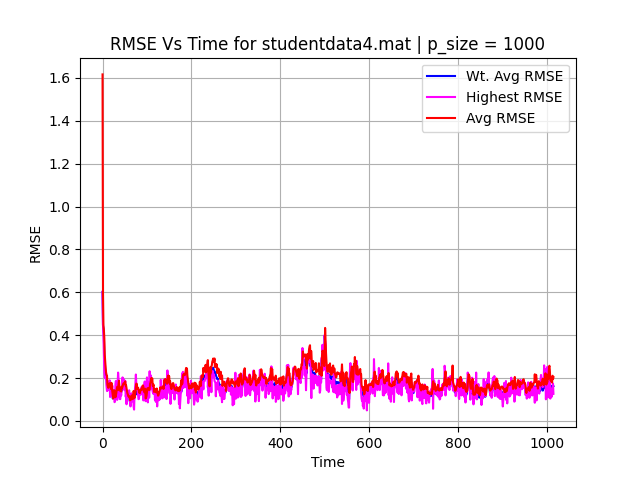 RMSE Vs Time for studentdata4.mat | p_size = 1000
Wt. Avg RMSE
Highest RMSE
Avg RMSE
1.6
1.4
1.2
1.0
0.8
0.6
0.4
0.2
0.0
RMSE
0 200 400 600 800 1000
Time